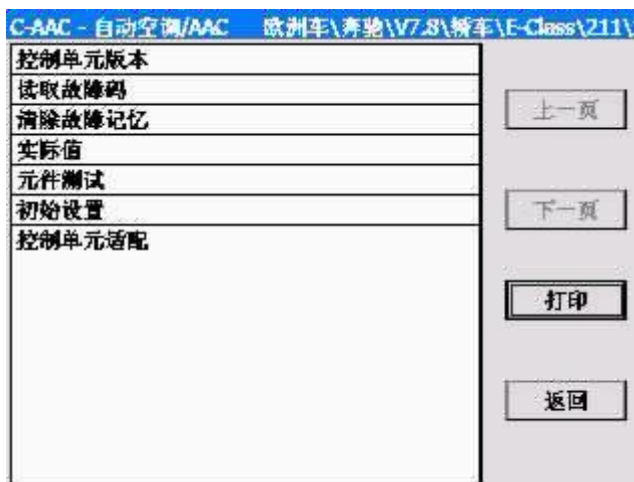 C-AAC - 自动空调/AAC 欧洲车\奔驰\V7.8\轿车\E-Class\211\
控制单元版本
读取故障码
清除故障记忆
实际值
元件测试
初始设置
控制单元适配
上一页
下一页
打印
返回